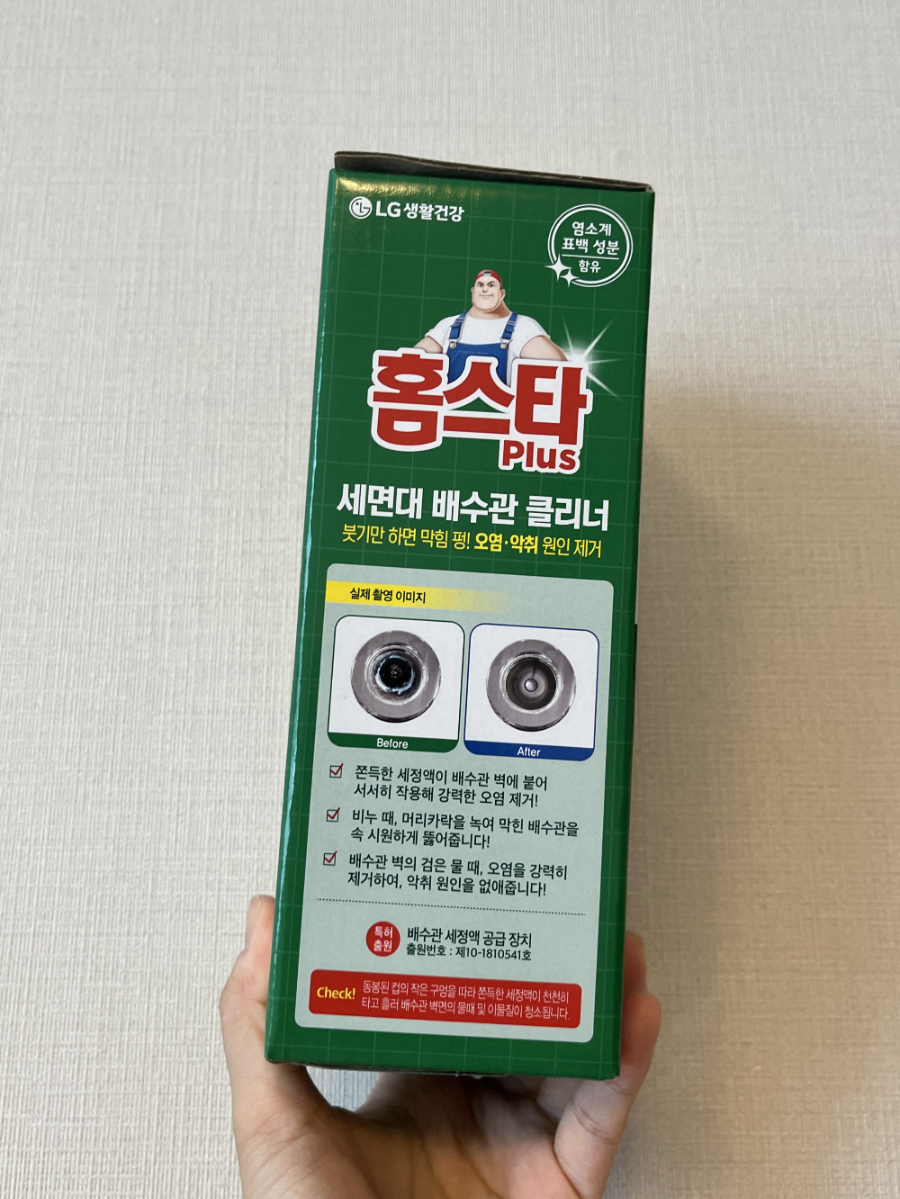 LG생활건강
염소계
표백 성분
함유
홈스타
Plus
세면대 배수관 클리너
붓기만 하면 막힘 펑! 오염·악취 원인 제거
실제 촬영 이미지
Before
After
쫀득한 세정액이 배수관 벽에 붙어
서서히 작용해 강력한 오염 제거!
비누 때, 머리카락을 녹여 막힌 배수관을
속 시원하게 뚫어줍니다!
배수관 벽의 검은 물 때, 오염을 강력히
제거하여, 악취 원인을 없애줍니다!
특허
출원
배수관 세정액 공급 장치
출원번호 : 제10-1810541호
Check! 동봉된 컵의 작은 구멍을 따라 쫀득한 세정액이 천천히
타고 흘러 배수관 벽면의 물때 및 이물질이 청소됩니다.